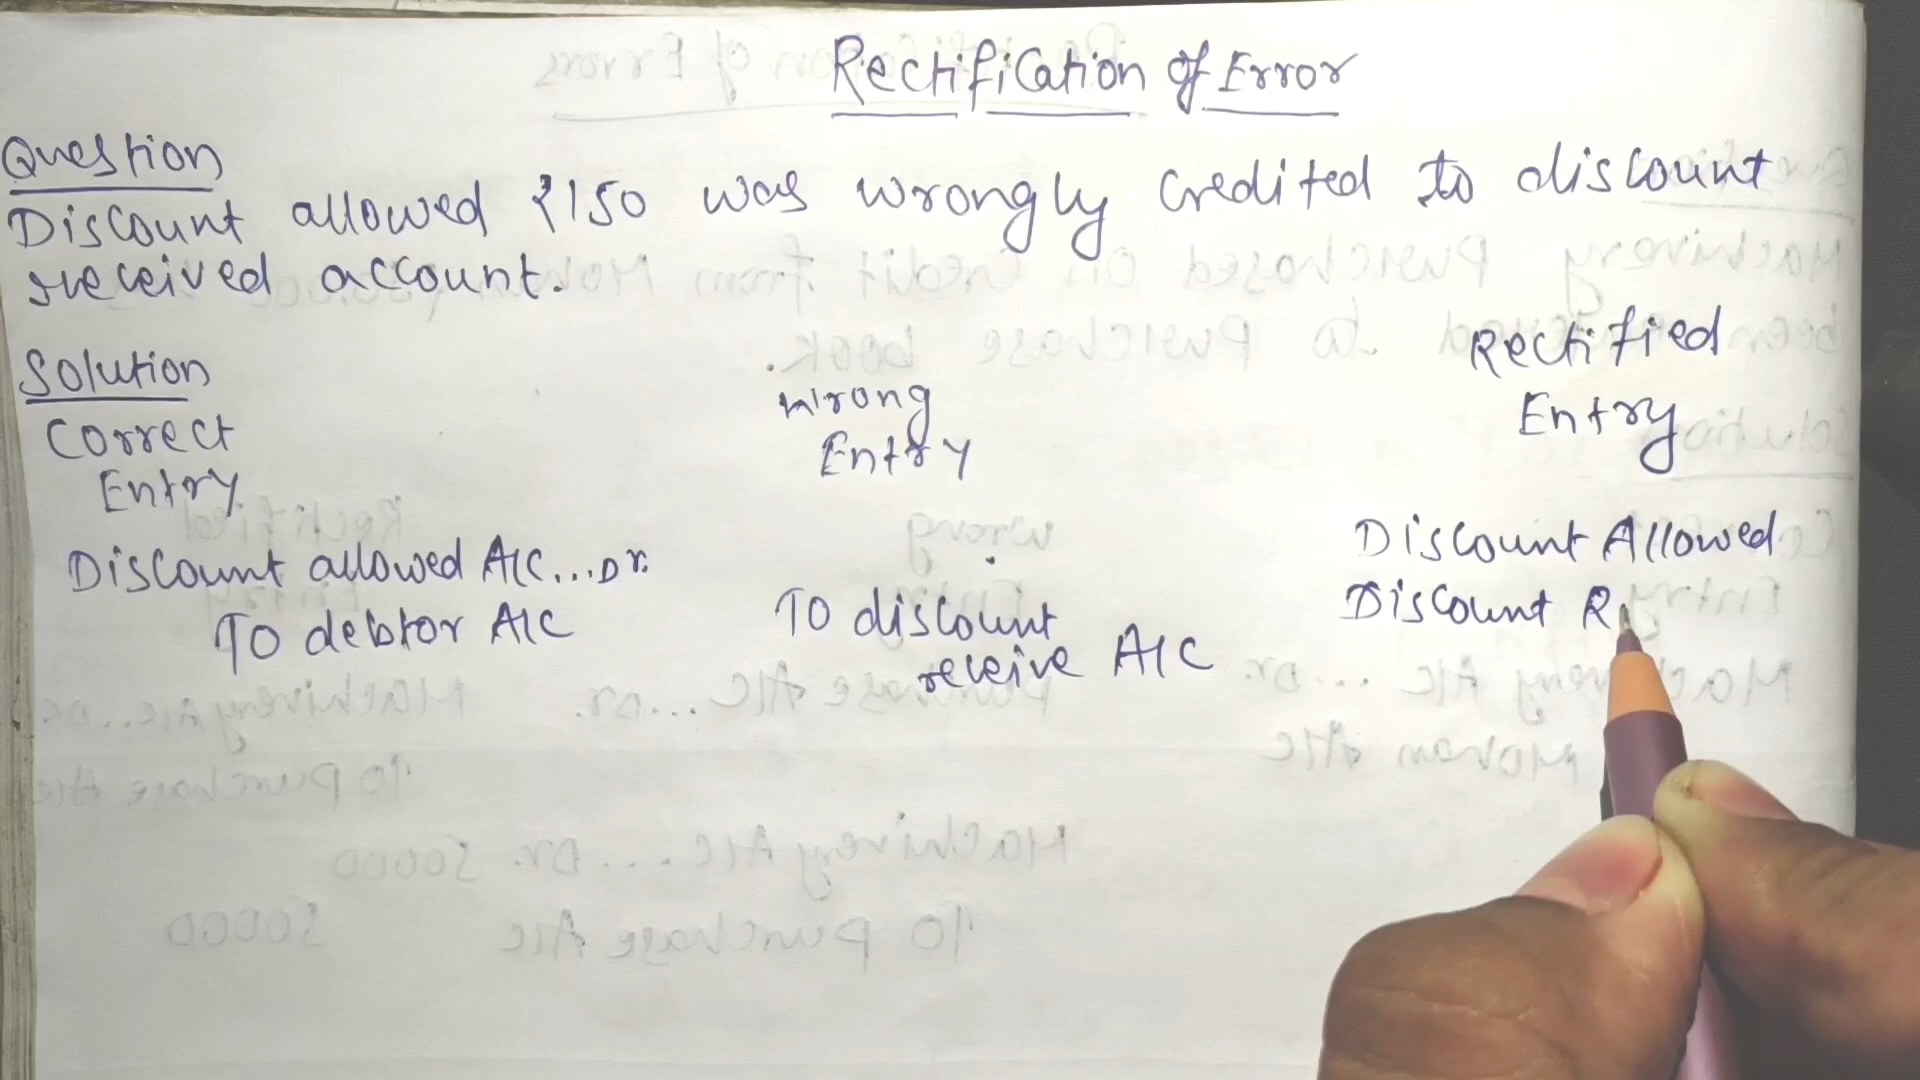 Rectification of Error
Question
Discount allowed ₹150 was wrongly credited to discount
received account.
Solution
Correct
Entry
Wrong
Entry
Rectified
Entry
Discount allowed A/C...Dr.
To debtor A/C
To discount
receive A/C
Discount Allowed
Discount R